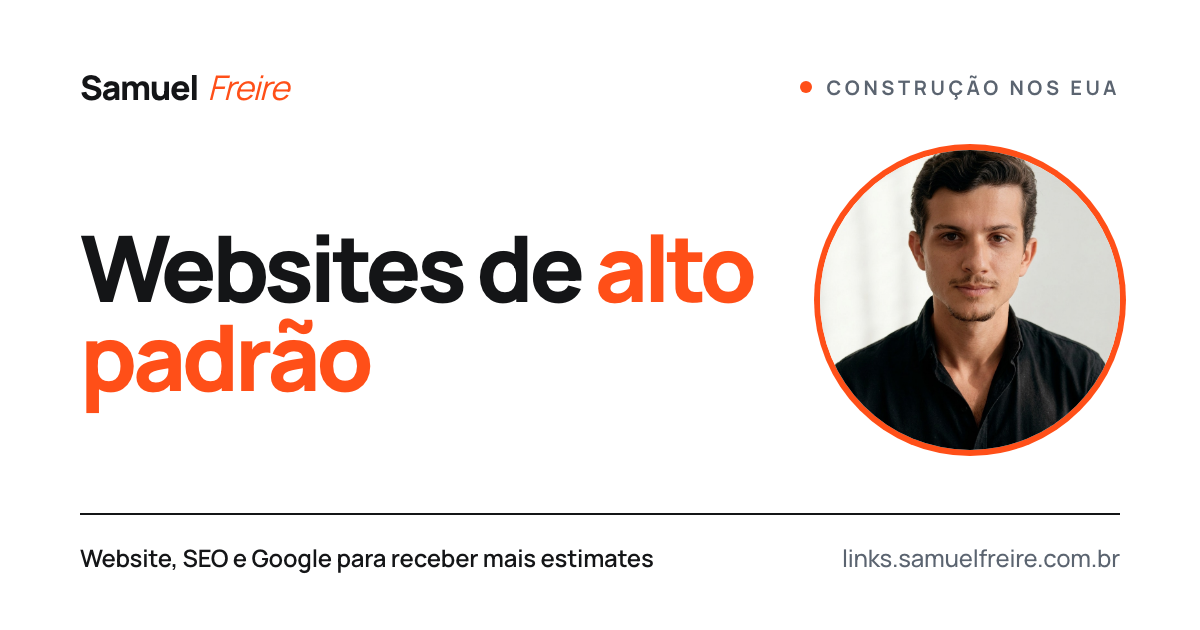 Samuel Freire
CONSTRUÇÃO NOS EUA
Websites de alto
padrão
Website, SEO e Google para receber mais estimates
links.samuelfreire.com.br